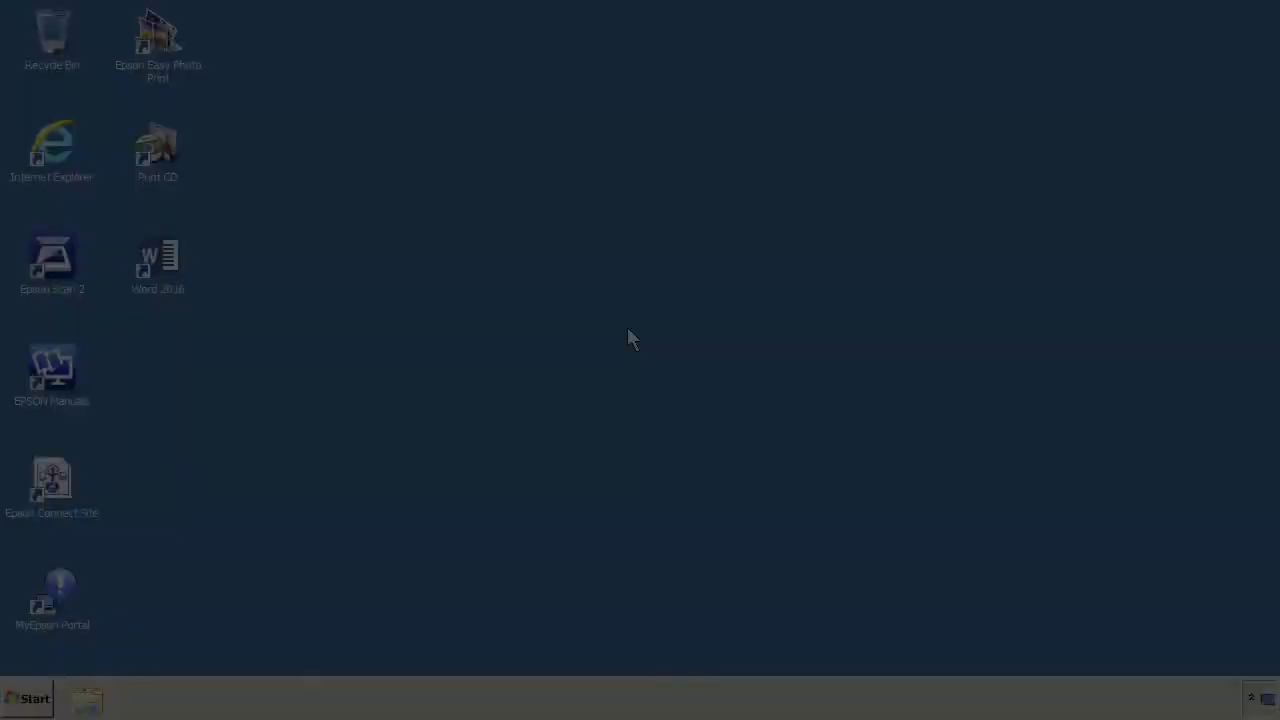 Recycle Bin
Epson Easy Photo
Print
Internet Explorer
Print CD
Epson Scan 2
W
Word 2016
EPSON Manuals
Epson Connect Site
MyEpson Portal
Start
2